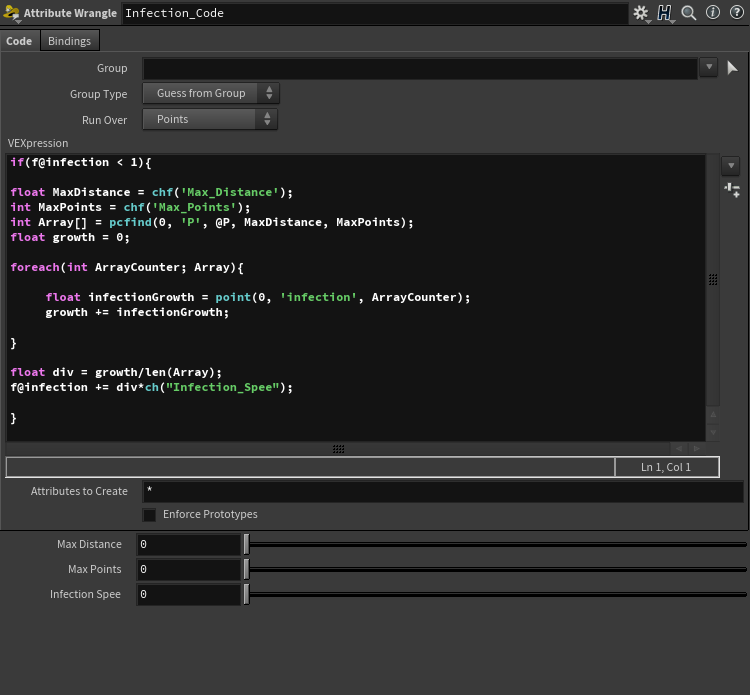 Attribute Wrangle Infection_Code
Code Bindings
Group
Group Type Guess from Group
Run Over Points
VEXpression
if(f@infection < 1){
float MaxDistance = chf('Max_Distance');
int MaxPoints = chf('Max_Points');
int Array[] = pcfind(0, 'P', @P, MaxDistance, MaxPoints);
float growth = 0;
foreach(int ArrayCounter; Array){
float infectionGrowth = point(0, 'infection', ArrayCounter);
growth += infectionGrowth;
}
float div = growth/len(Array);
f@infection += div*ch("Infection_Spee");
}
Ln 1, Col 1
Attributes to Create *
Enforce Prototypes
Max Distance 0
Max Points 0
Infection Spee 0